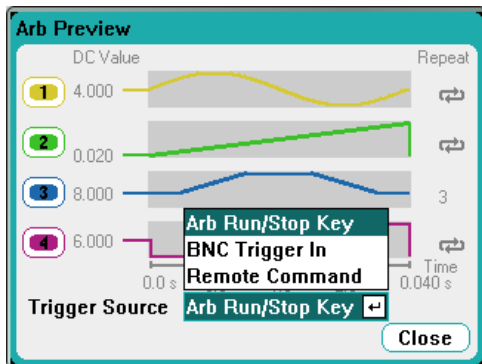 Arb Preview
DC Value Repeat
1 4.000
2 0.020
3 8.000 3
4 6.000
Arb Run/Stop Key
BNC Trigger In
Remote Command
Time
0.0 s 0.040 s
Trigger Source Arb Run/Stop Key
Close